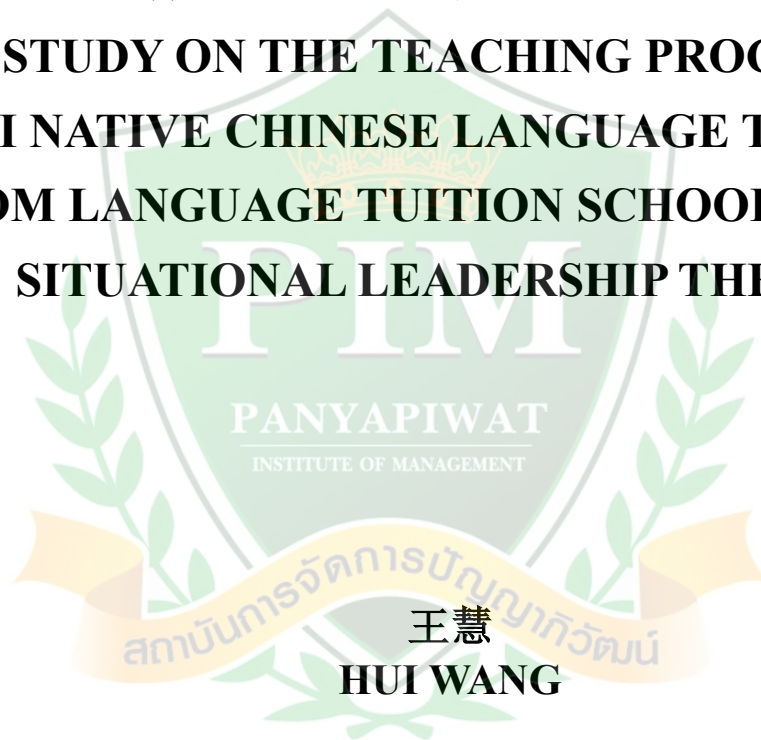 STUDY ON THE TEACHING PROC
I NATIVE CHINESE LANGUAGE T
OM LANGUAGE TUITION SCHOOL
SITUATIONAL LEADERSHIP THE
PIM
PANYAPIWAT
INSTITUTE OF MANAGEMENT
สถาบันการจัดการปัญญาภิวัฒน์
王慧
HUI WANG